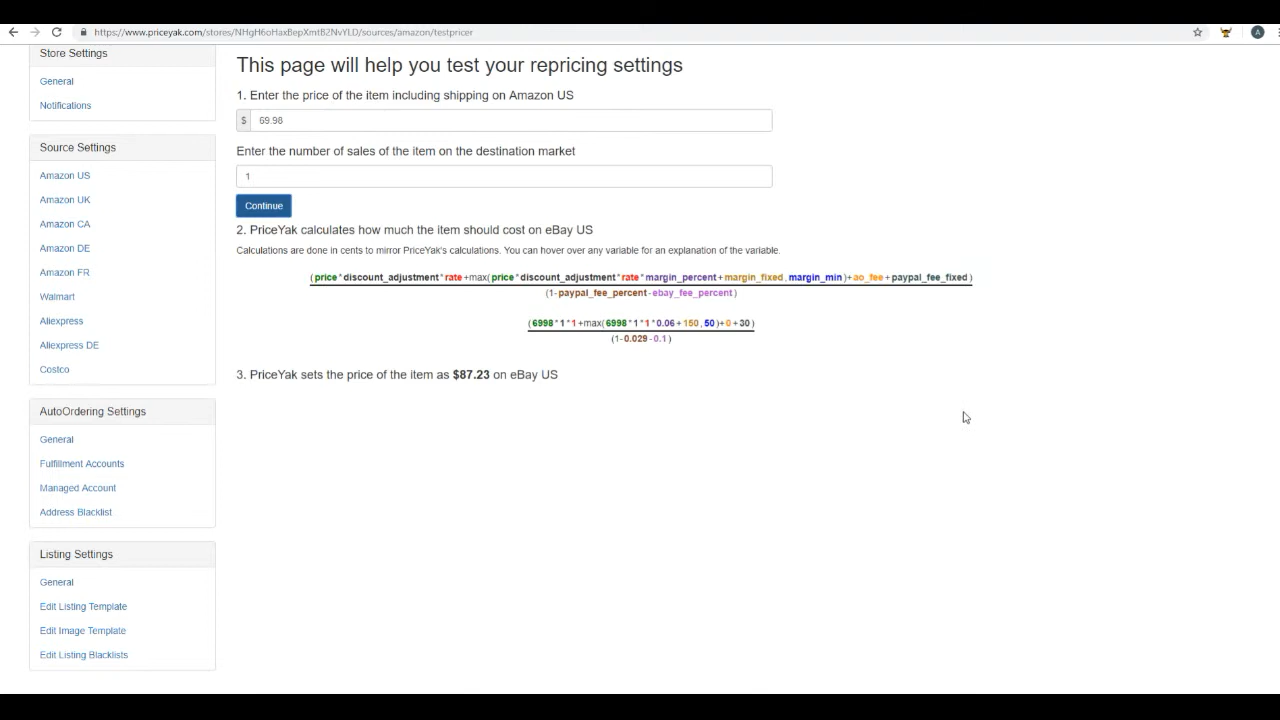 https://www.priceyak.com/stores/NHgH6oHaxBepXmtB2NvYLD/sources/amazon/testpricer
A
Store Settings
General
Notifications
Source Settings
Amazon US
Amazon UK
Amazon CA
Amazon DE
Amazon FR
Walmart
Aliexpress
Aliexpress DE
Costco
AutoOrdering Settings
General
Fulfillment Accounts
Managed Account
Address Blacklist
Listing Settings
General
Edit Listing Template
Edit Image Template
Edit Listing Blacklists
This page will help you test your repricing settings
1. Enter the price of the item including shipping on Amazon US
$ 69.98
Enter the number of sales of the item on the destination market
1
Continue
2. PriceYak calculates how much the item should cost on eBay US
Calculations are done in cents to mirror PriceYak's calculations. You can hover over any variable for an explanation of the variable.
(price*discount_adjustment*rate+max(price*discount_adjustment*rate*margin_percent+margin_fixed,margin_min)+ao_fee+paypal_fee_fixed)
(1-paypal_fee_percent-ebay_fee_percent)
(6998*1*1+max(6998*1*1*0.06+150,50)+0+30)
(1-0.029-0.1)
3. PriceYak sets the price of the item as $87.23 on eBay US